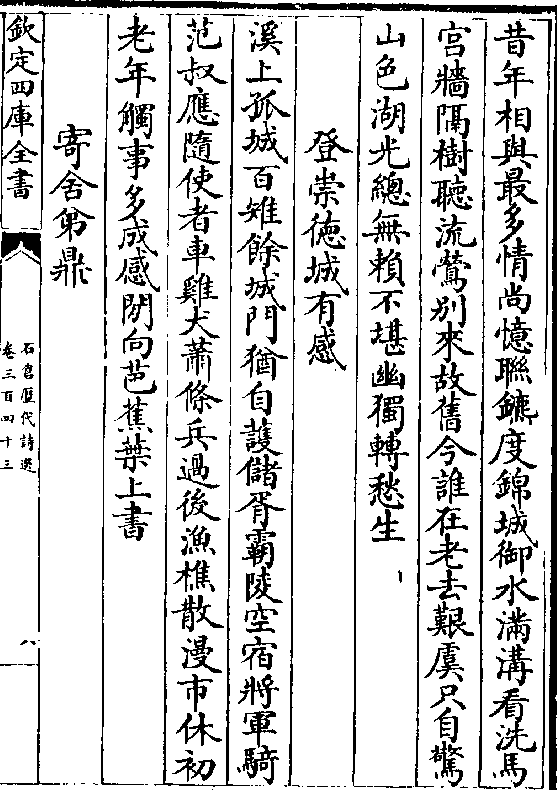 昔年相與最多情尚憶聯鑣度錦城御水滿溝看洗馬
宮牆隔樹聽流鶯別來故舊今誰在老去艱虞只自驚
山色湖光總無賴不堪幽獨轉愁生
登崇徳城有感
溪上孤城百雉餘城門猶自護儲胥霸陵空宿將軍騎
范叔應隨使者車雞犬蕭條兵過後漁樵散漫市休初
老年觸事多成感閒向芭蕉葉上書
寄舍弟鼎
欽定四庫全書
石倉歷代詩選
卷三百四十三
八